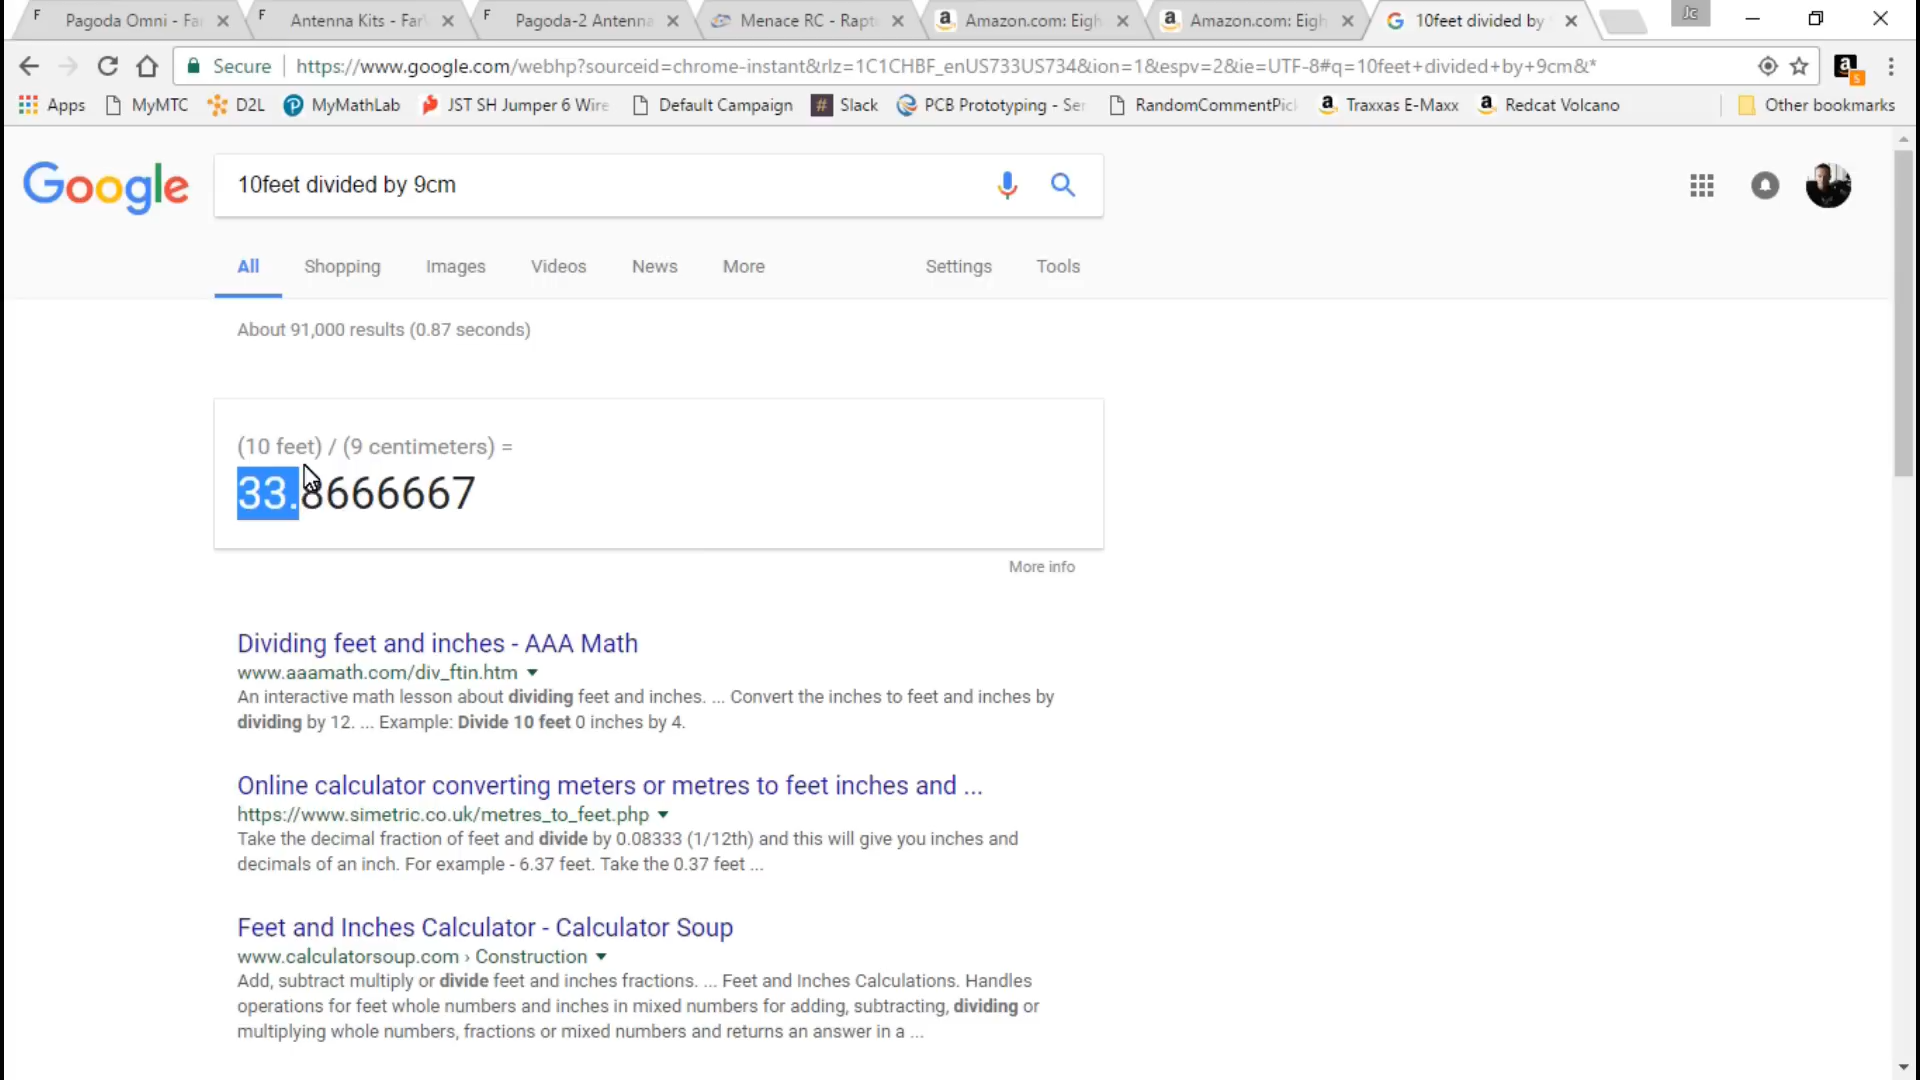 F Pagoda Omni - Fa
F Antenna Kits - Far
F Pagoda-2 Antenna
Menace RC - Rapt
Amazon.com: Eigh
Amazon.com: Eigh
10feet divided by
Jc
Secure
https://www.google.com/webhp?sourceid=chrome-instant&rlz=1C1CHBF_enUS733US734&ion=1&espv=2&ie=UTF-8#q=10feet+divided+by+9cm&*
Apps MyMTC D2L MyMathLab JST SH Jumper 6 Wire Default Campaign Slack PCB Prototyping - Ser RandomCommentPick Traxxas E-Maxx Redcat Volcano Other bookmarks
Google
10feet divided by 9cm
All Shopping Images Videos News More Settings Tools
About 91,000 results (0.87 seconds)
(10 feet) / (9 centimeters) =
33.8666667
More info
Dividing feet and inches - AAA Math
www.aaamath.com/div_ftin.htm
An interactive math lesson about dividing feet and inches. ... Convert the inches to feet and inches by
dividing by 12. ... Example: Divide 10 feet 0 inches by 4.
Online calculator converting meters or metres to feet inches and ...
https://www.simetric.co.uk/metres_to_feet.php
Take the decimal fraction of feet and divide by 0.08333 (1/12th) and this will give you inches and
decimals of an inch. For example - 6.37 feet. Take the 0.37 feet ...
Feet and Inches Calculator - Calculator Soup
www.calculatorsoup.com › Construction
Add, subtract multiply or divide feet and inches fractions. ... Feet and Inches Calculations. Handles
operations for feet whole numbers and inches in mixed numbers for adding, subtracting, dividing or
multiplying whole numbers, fractions or mixed numbers and returns an answer in a ...